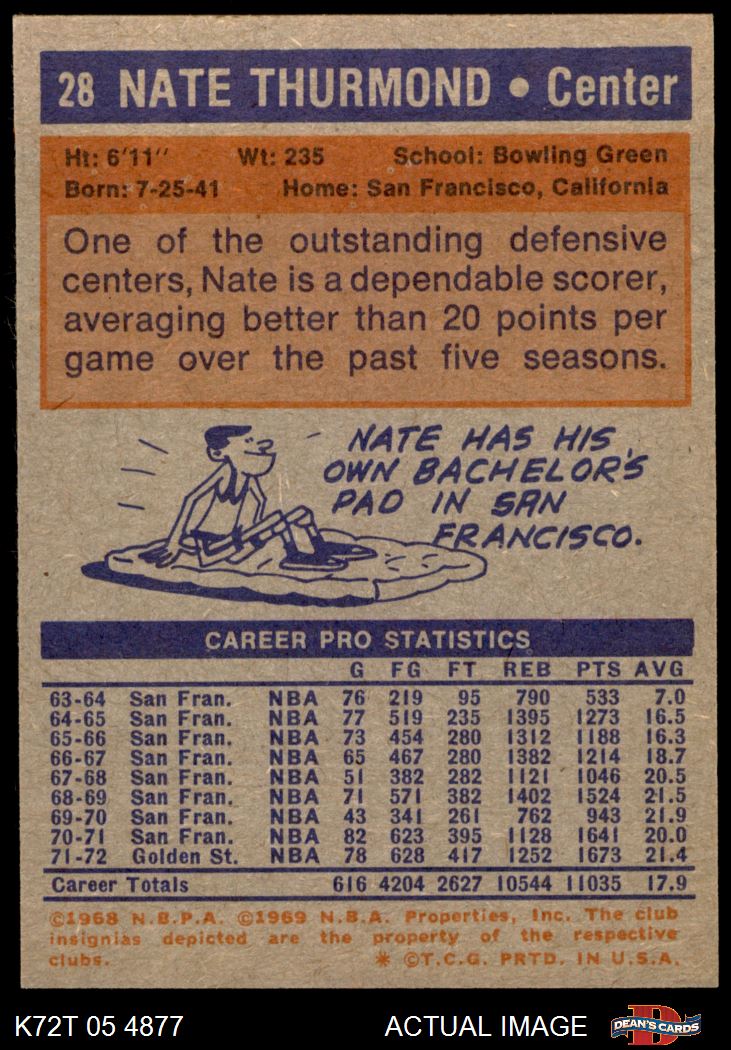 28 NATE THURMOND • Center
Ht: 6'11" Wt: 235 School: Bowling Green
Born: 7-25-41 Home: San Francisco, California
One of the outstanding defensive
centers, Nate is a dependable scorer,
averaging better than 20 points per
game over the past five seasons.
NATE HAS HIS
OWN BACHELOR'S
PAD IN SAN
FRANCISCO.
CAREER PRO STATISTICS
G FG FT REB PTS AVG
63-64 San Fran. NBA 76 219 95 790 533 7.0
64-65 San Fran. NBA 77 519 235 1395 1273 16.5
65-66 San Fran. NBA 73 454 280 1312 1188 16.3
66-67 San Fran. NBA 65 467 280 1382 1214 18.7
67-68 San Fran. NBA 51 382 282 1121 1046 20.5
68-69 San Fran. NBA 71 571 382 1402 1524 21.5
69-70 San Fran. NBA 43 341 261 762 943 21.9
70-71 San Fran. NBA 82 623 395 1128 1641 20.0
71-72 Golden St. NBA 78 628 417 1252 1673 21.4
Career Totals 616 4204 2627 10544 11035 17.9
©1968 N.B.P.A. ©1969 N.B.A. Properties, Inc. The club
insignias depicted are the property of the respective
clubs. * ©T.C.G. PRTD. IN U.S.A.
K72T 05 4877 ACTUAL IMAGE DEAN'S CARDS